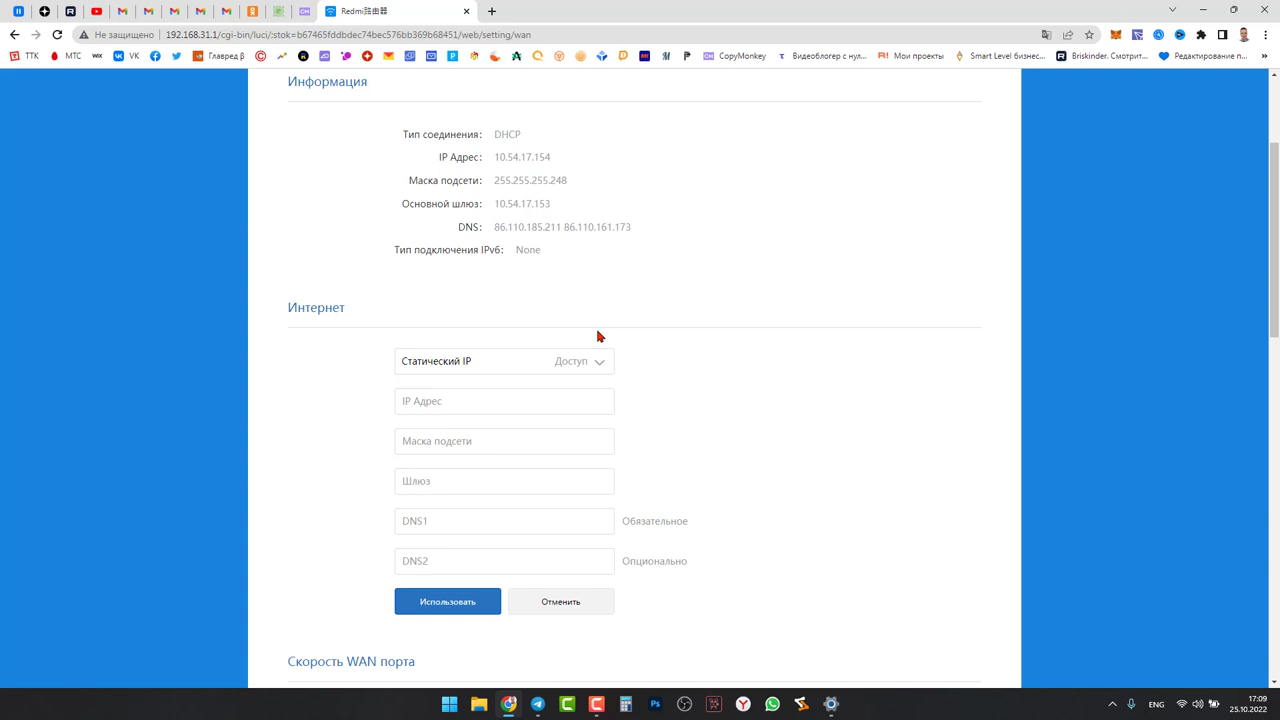 Redmi路由器
Не защищено 192.168.31.1/cgi-bin/luci/;stok=b67465fddbdec74bec576bb369b68451/web/setting/wan
ТТК МТС WIX VK Главред β CopyMonkey Видеоблогер с нул... Мои проекты Smart Level бизнес... Briskinder. Смотрит... Редактирование п...
Информация
Тип соединения: DHCP
IP Адрес: 10.54.17.154
Маска подсети: 255.255.255.248
Основной шлюз: 10.54.17.153
DNS: 86.110.185.211 86.110.161.173
Тип подключения IPv6: None
Интернет
Статический IP Доступ
IP Адрес
Маска подсети
Шлюз
DNS1 Обязательное
DNS2 Опционально
Использовать Отменить
Скорость WAN порта
ENG 17:09
25.10.2022